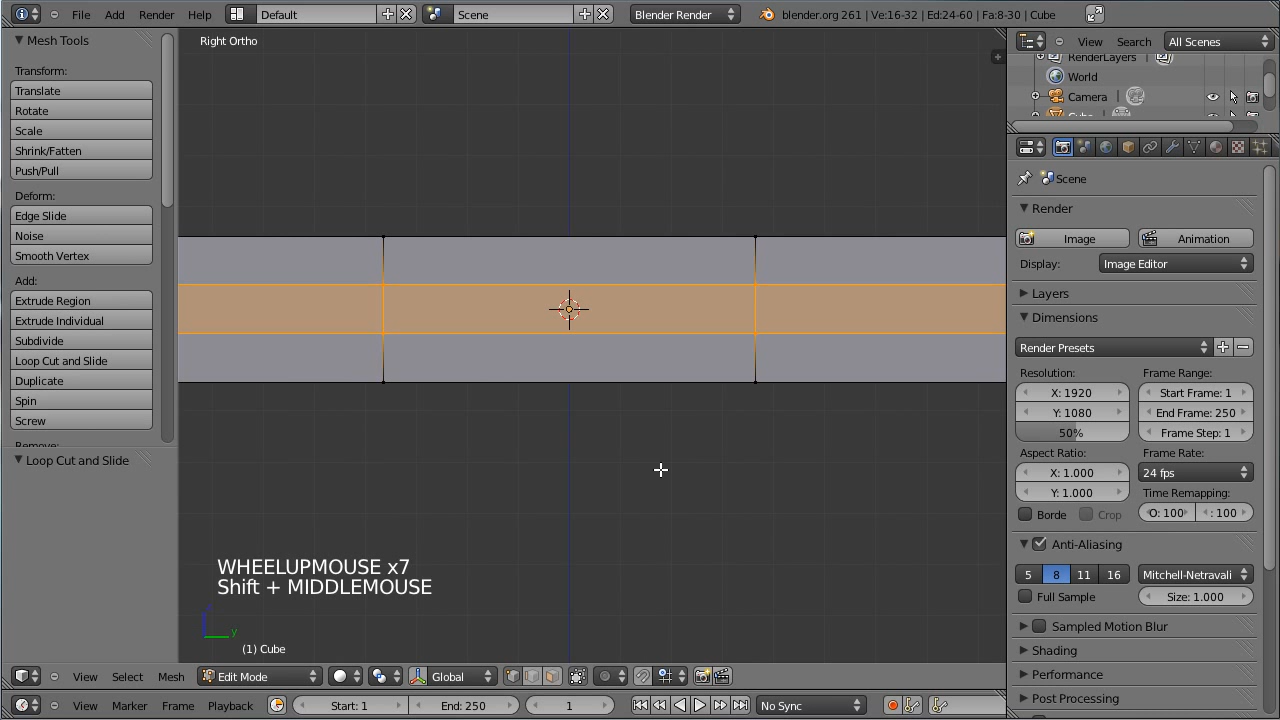 File Add Render Help Default Scene Blender Render blender.org 261 | Ve:16-32 | Ed:24-60 | Fa:8-30 | Cube
Mesh Tools
Transform:
Translate
Rotate
Scale
Shrink/Fatten
Push/Pull
Deform:
Edge Slide
Noise
Smooth Vertex
Add:
Extrude Region
Extrude Individual
Subdivide
Loop Cut and Slide
Duplicate
Spin
Screw
Remove:
Loop Cut and Slide
Right Ortho
WHEELUPMOUSE x7
Shift + MIDDLEMOUSE
y
(1) Cube
View Select Mesh Edit Mode Global
View Marker Frame Playback Start: 1 End: 250 1 No Sync
View Search All Scenes
RenderLayers |
World
Camera |
Cube
Scene
Render
Image Animation
Display: Image Editor
Layers
Dimensions
Render Presets
Resolution: Frame Range:
X: 1920 Start Frame: 1
Y: 1080 End Frame: 250
50% Frame Step: 1
Aspect Ratio: Frame Rate:
X: 1.000 24 fps
Y: 1.000 Time Remapping:
Borde Crop O: 100 : 100
Anti-Aliasing
5 8 11 16 Mitchell-Netravali
Full Sample Size: 1.000
Sampled Motion Blur
Shading
Performance
Post Processing